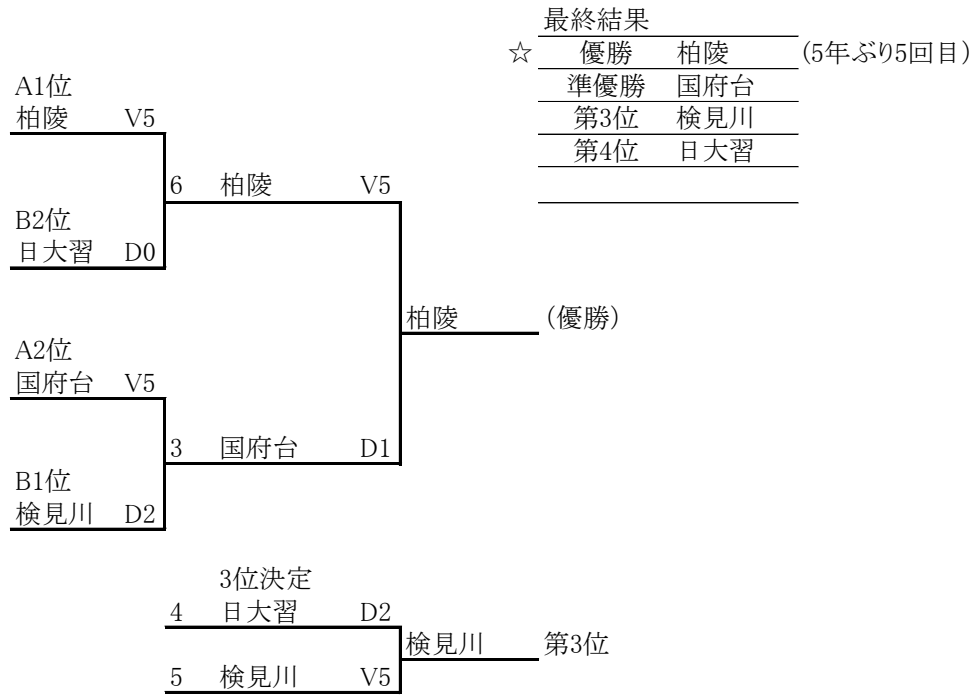 最終結果
☆ 優勝 柏陵 (5年ぶり5回目)
準優勝 国府台
第3位 検見川
第4位 日大習
A1位
柏陵 V5
6 柏陵 V5
B2位
日大習 D0
柏陵 (優勝)
A2位
国府台 V5
3 国府台 D1
B1位
検見川 D2
3位決定
4 日大習 D2
検見川 第3位
5 検見川 V5